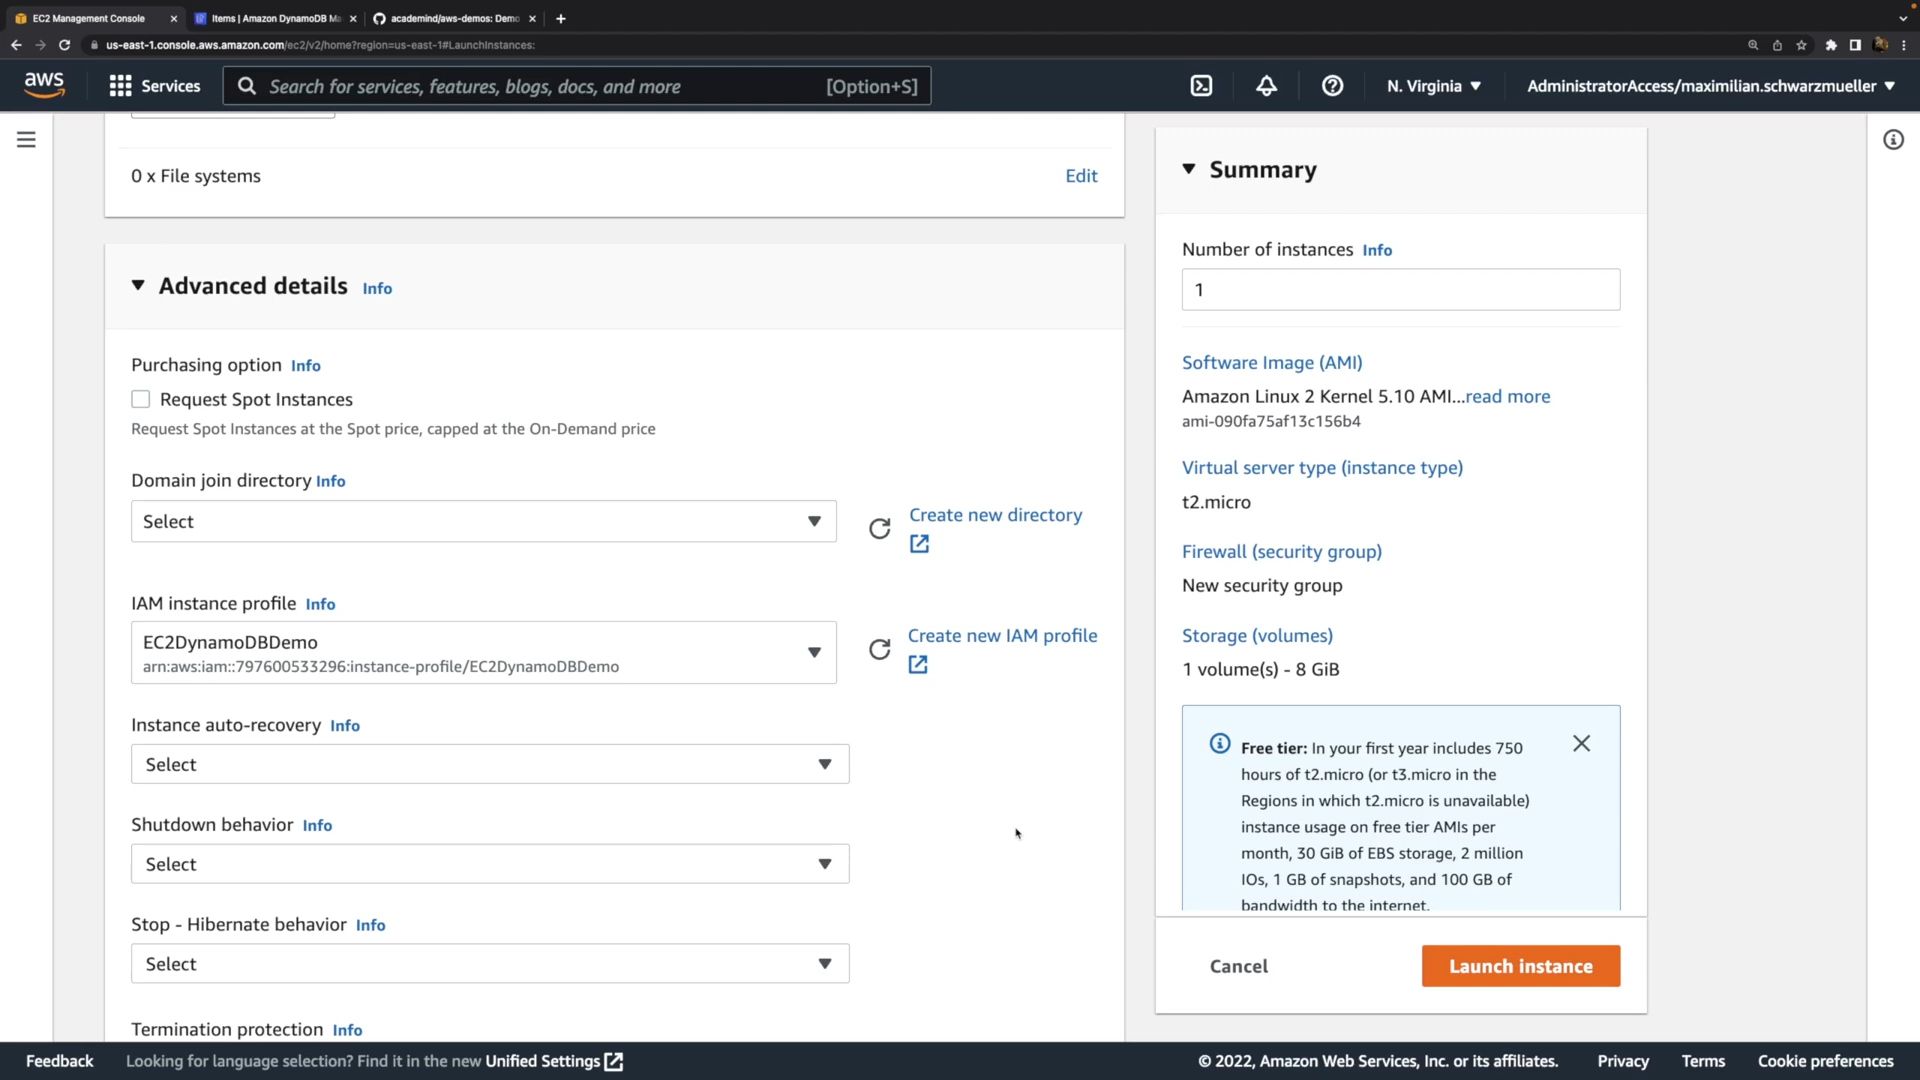 EC2 Management Console
Items | Amazon DynamoDB Ma
academind/aws-demos: Demo
us-east-1.console.aws.amazon.com/ec2/v2/home?region=us-east-1#LaunchInstances:
aws
Services
Search for services, features, blogs, docs, and more
[Option+S]
N. Virginia
AdministratorAccess/maximilian.schwarzmueller
0 x File systems
Edit
Advanced details Info
Purchasing option Info
Request Spot Instances
Request Spot Instances at the Spot price, capped at the On-Demand price
Domain join directory Info
Select
Create new directory
IAM instance profile Info
EC2DynamoDBDemo
arn:aws:iam::797600533296:instance-profile/EC2DynamoDBDemo
Create new IAM profile
Instance auto-recovery Info
Select
Shutdown behavior Info
Select
Stop - Hibernate behavior Info
Select
Termination protection Info
Summary
Number of instances Info
1
Software Image (AMI)
Amazon Linux 2 Kernel 5.10 AMI...read more
ami-090fa75af13c156b4
Virtual server type (instance type)
t2.micro
Firewall (security group)
New security group
Storage (volumes)
1 volume(s) - 8 GiB
Free tier: In your first year includes 750
hours of t2.micro (or t3.micro in the
Regions in which t2.micro is unavailable)
instance usage on free tier AMIs per
month, 30 GiB of EBS storage, 2 million
IOs, 1 GB of snapshots, and 100 GB of
bandwidth to the internet.
Cancel
Launch instance
Feedback
Looking for language selection? Find it in the new Unified Settings
© 2022, Amazon Web Services, Inc. or its affiliates.
Privacy
Terms
Cookie preferences